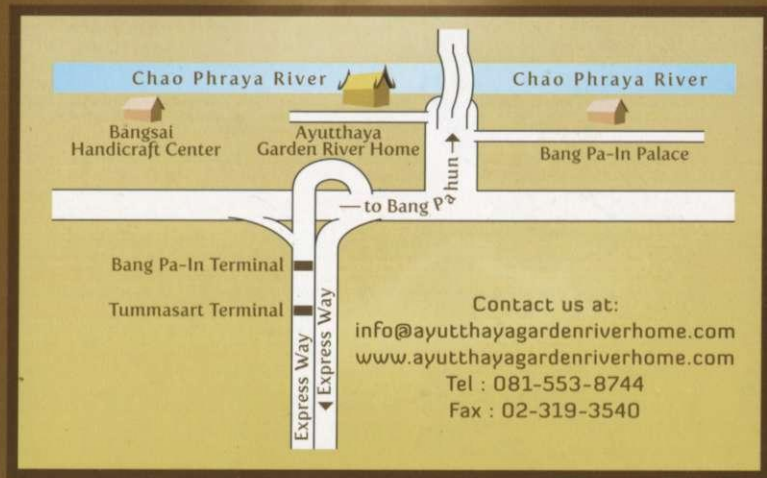 Chao Phraya River
Chao Phraya River
Bangsai
Handicraft Center
Ayutthaya
Garden River Home
Bang Pa-In Palace
to Bang Pahun
Bang Pa-In Terminal
Tummasart Terminal
Express Way
Express Way
Contact us at:
info@ayutthayagardenriverhome.com
www.ayutthayagardenriverhome.com
Tel : 081-553-8744
Fax : 02-319-3540